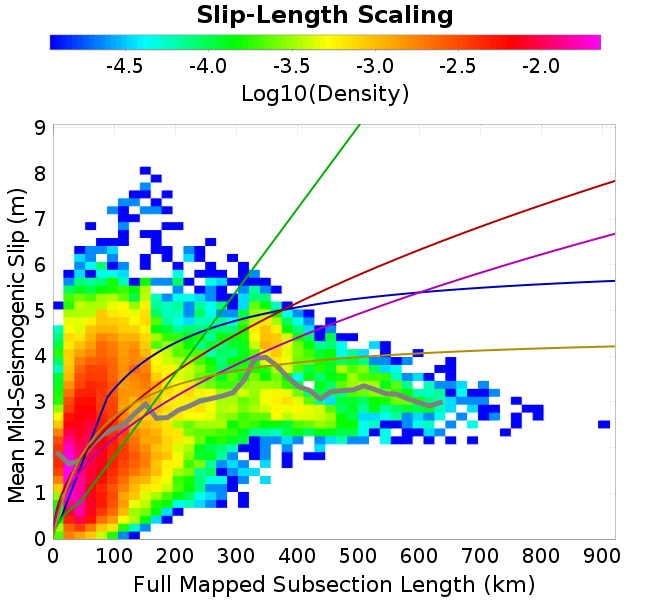 Slip-Length Scaling
-4.5 -4.0 -3.5 -3.0 -2.5 -2.0
Log10(Density)
9
8
7
6
5
4
3
2
1
0
Mean Mid-Seismogenic Slip (m)
0 100 200 300 400 500 600 700 800 900
Full Mapped Subsection Length (km)